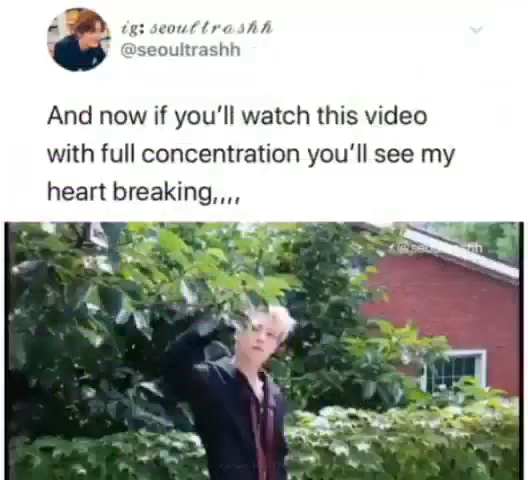 ig: seoultrashh
@seoultrashh
And now if you'll watch this video
with full concentration you'll see my
heart breaking,,,,